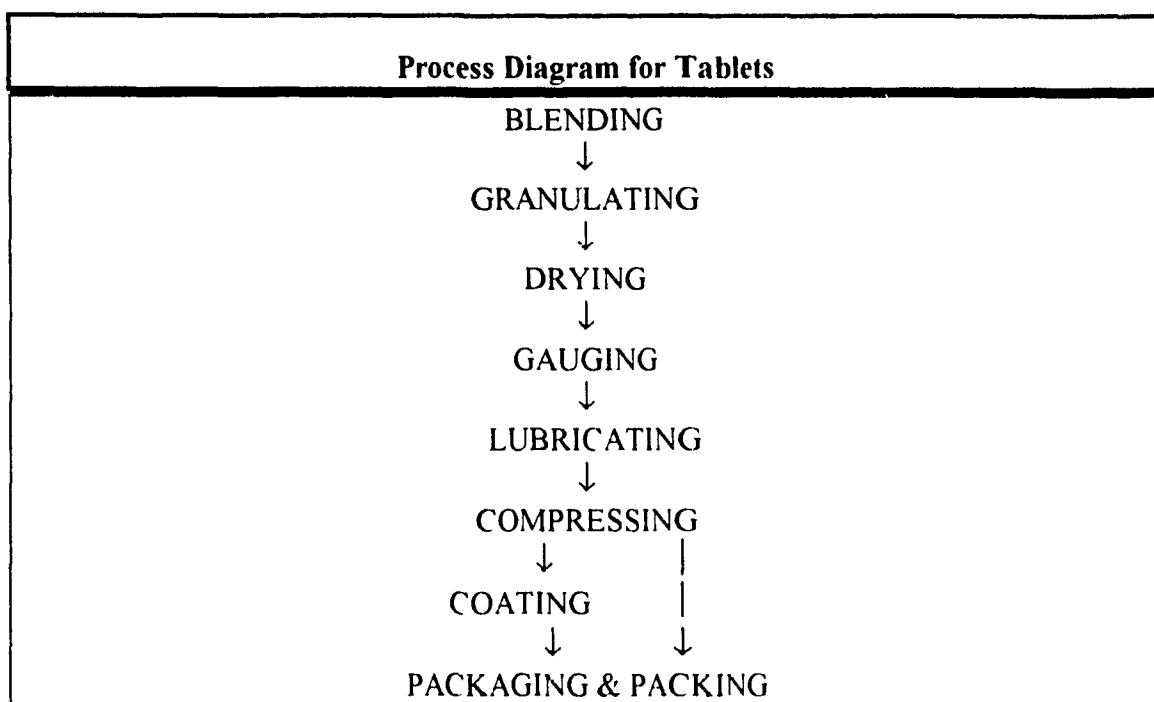 Process Diagram for Tablets
BLENDING
↓
GRANULATING
↓
DRYING
↓
GAUGING
↓
LUBRICATING
↓
COMPRESSING
↓ |
COATING |
↓ ↓
PACKAGING & PACKING